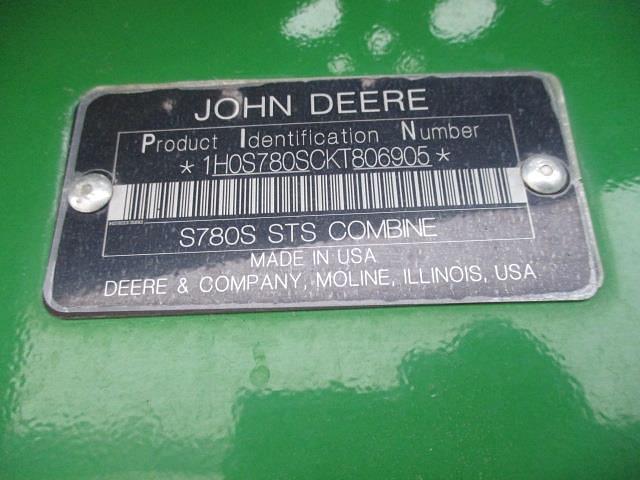 JOHN DEERE
Product Identification Number
*1H0S780SCKT806905*
S780S STS COMBINE
MADE IN USA
DEERE & COMPANY, MOLINE, ILLINOIS, USA